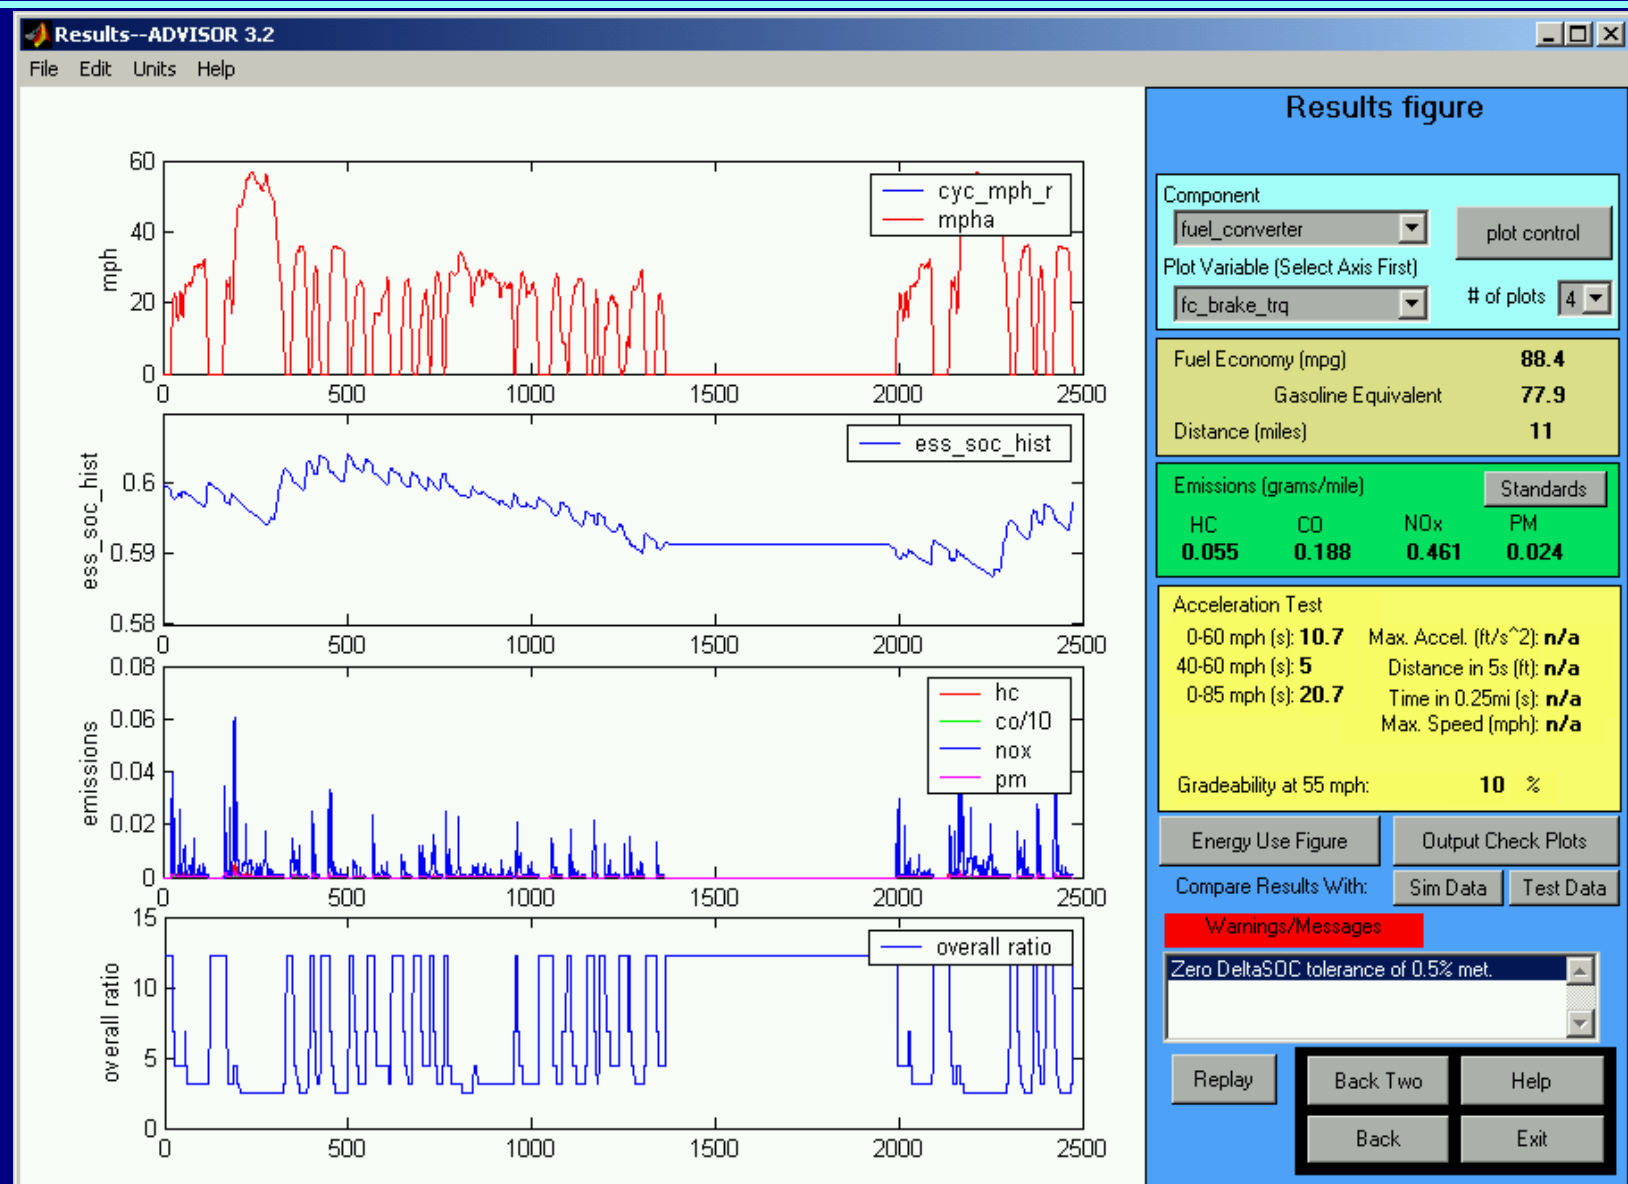 Results--ADVISOR 3.2
File Edit Units Help
Results figure
60
40
20
0
mph
cyc_mph_r
mpha
0 500 1000 1500 2000 2500
0.6
0.59
0.58
ess_soc_hist
ess_soc_hist
0 500 1000 1500 2000 2500
0.08
0.06
0.04
0.02
0
emissions
hc
co/10
nox
pm
0 500 1000 1500 2000 2500
15
10
5
0
overall ratio
overall ratio
0 500 1000 1500 2000 2500
Component
fuel_converter
plot control
Plot Variable (Select Axis First)
fc_brake_trq
# of plots 4
Fuel Economy (mpg) 88.4
Gasoline Equivalent 77.9
Distance (miles) 11
Emissions (grams/mile) Standards
HC CO NOx PM
0.055 0.188 0.461 0.024
Acceleration Test
0-60 mph (s): 10.7 Max. Accel. (ft/s^2): n/a
40-60 mph (s): 5 Distance in 5s (ft): n/a
0-85 mph (s): 20.7 Time in 0.25mi (s): n/a
Max. Speed (mph): n/a
Gradeability at 55 mph: 10 %
Energy Use Figure Output Check Plots
Compare Results With: Sim Data Test Data
Warnings/Messages
Zero DeltaSOC tolerance of 0.5% met.
Replay Back Two Help
Back Exit